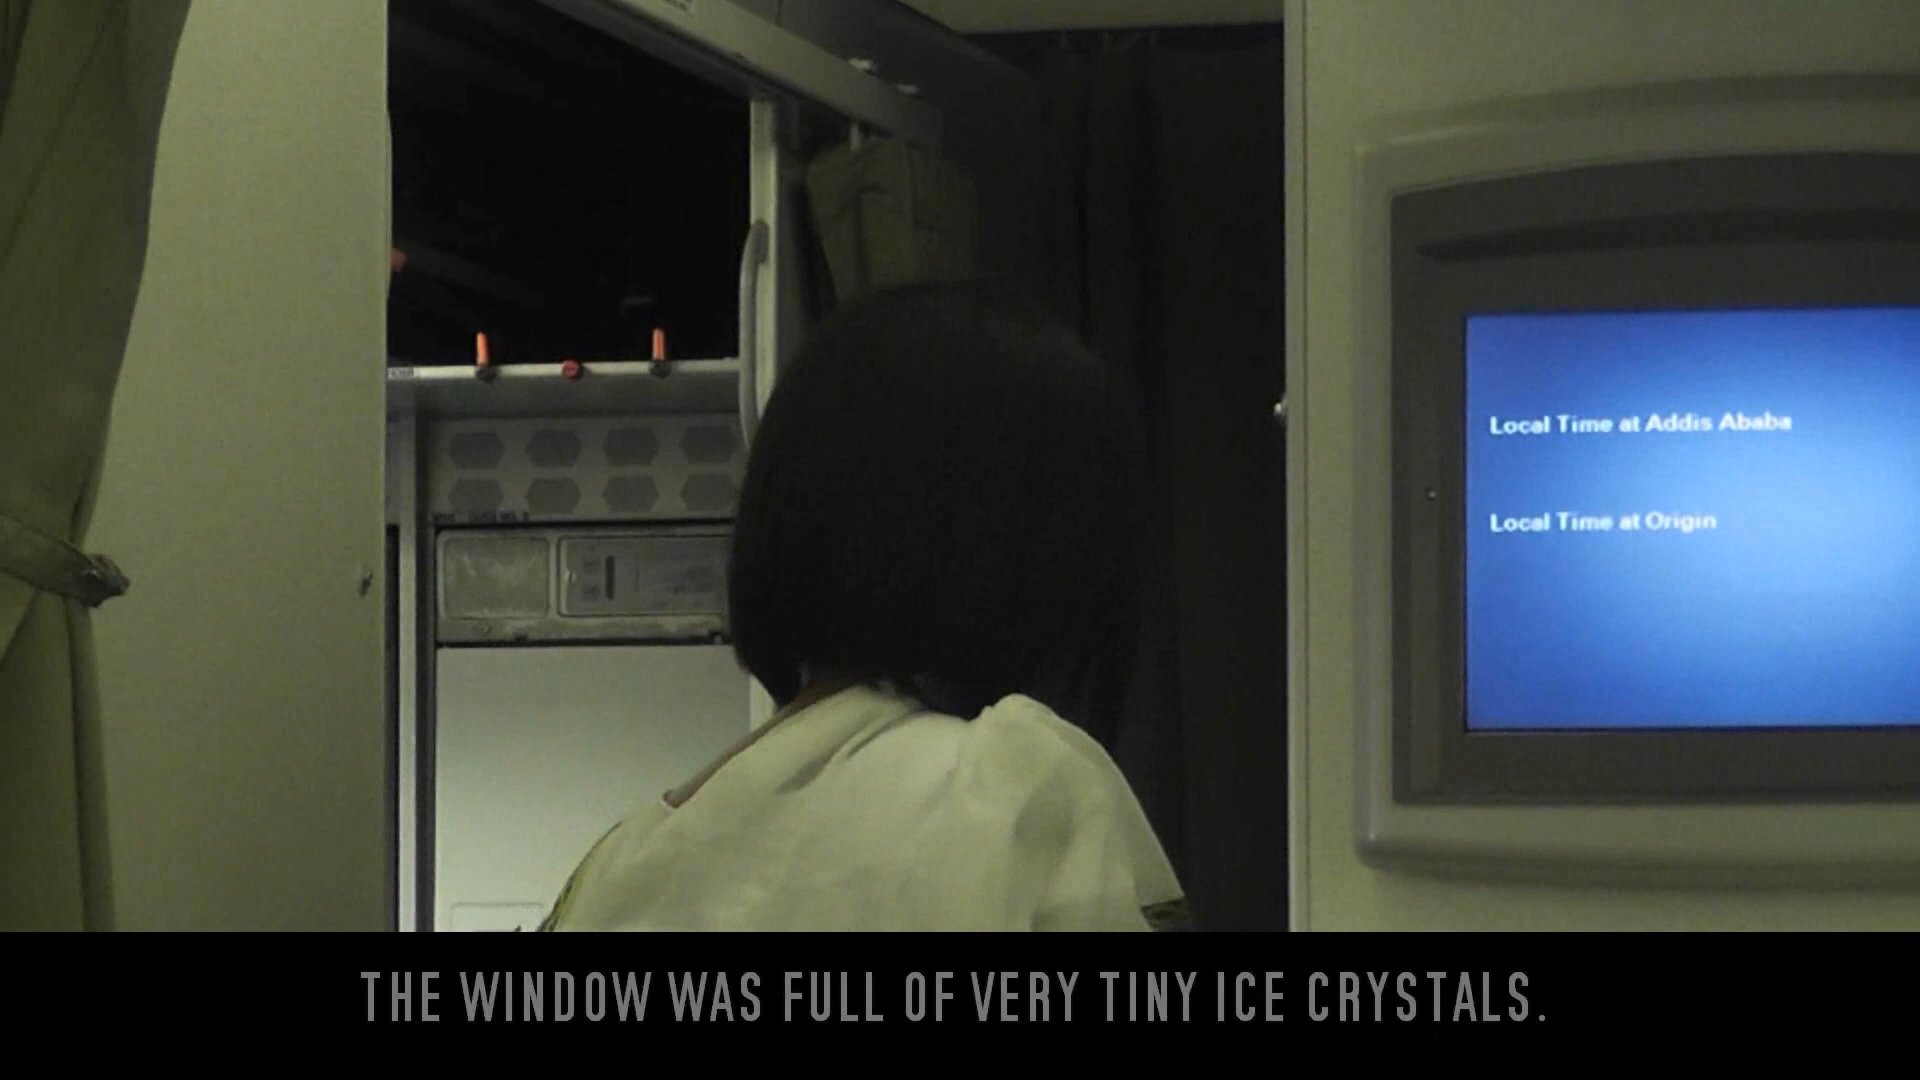 Local Time at Addis Ababa
Local Time at Origin
THE WINDOW WAS FULL OF VERY TINY ICE CRYSTALS.